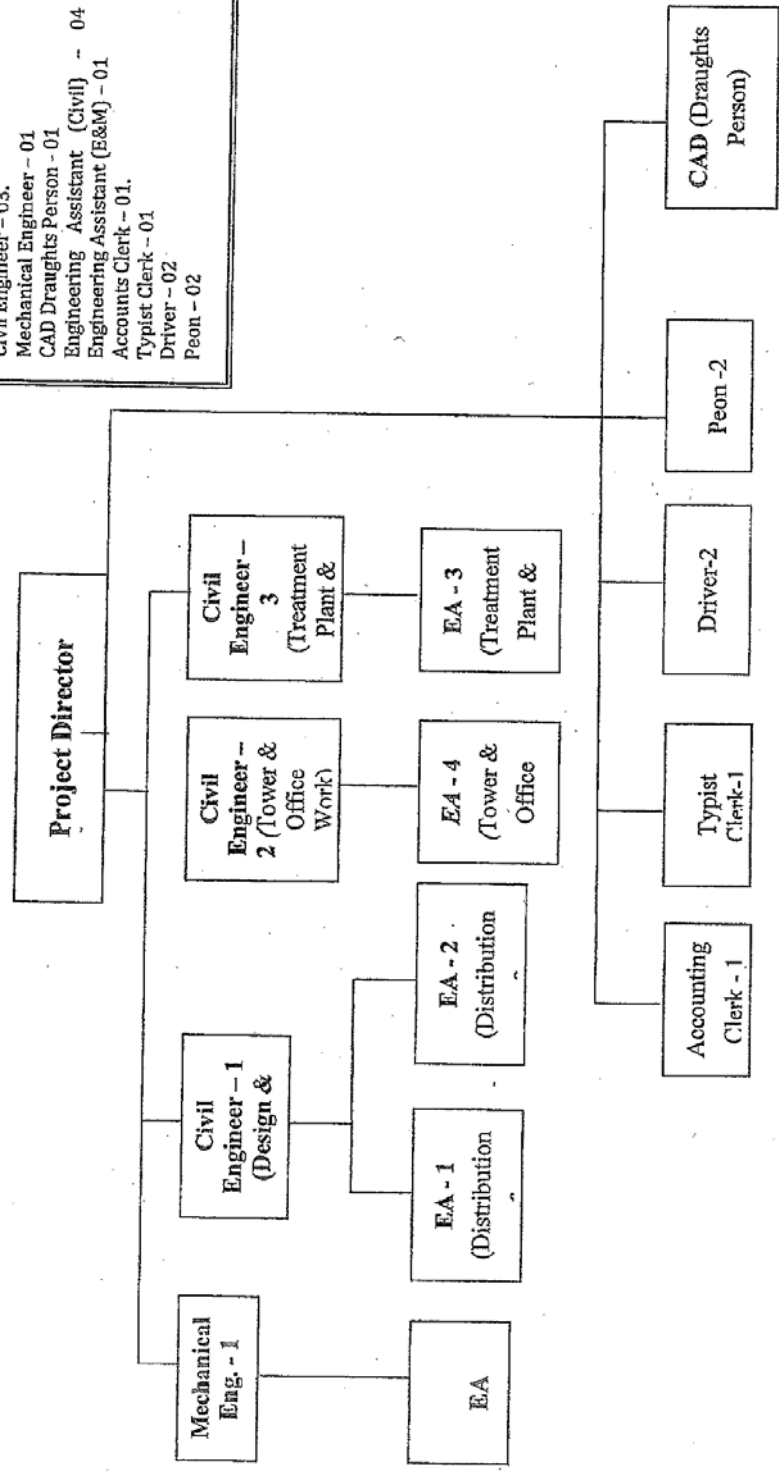 Civil Engineer – 03.
Mechanical Engineer – 01
CAD Draughts Person – 01
Engineering Assistant (Civil) – 04
Engineering Assistant (E&M) – 01
Accounts Clerk – 01.
Typist Clerk – 01
Driver – 02
Peon – 02
Project Director
Mechanical
Eng. - 1
Civil
Engineer – 1
(Design &
Civil
Engineer –
2 (Tower &
Office
Work)
Civil
Engineer –
3
(Treatment
Plant &
EA
EA - 1
(Distribution
EA - 2
(Distribution
EA - 4
(Tower &
Office
EA - 3
(Treatment
Plant &
Accounting
Clerk - 1
Typist
Clerk-1
Driver-2
Peon -2
CAD (Draughts
Person)